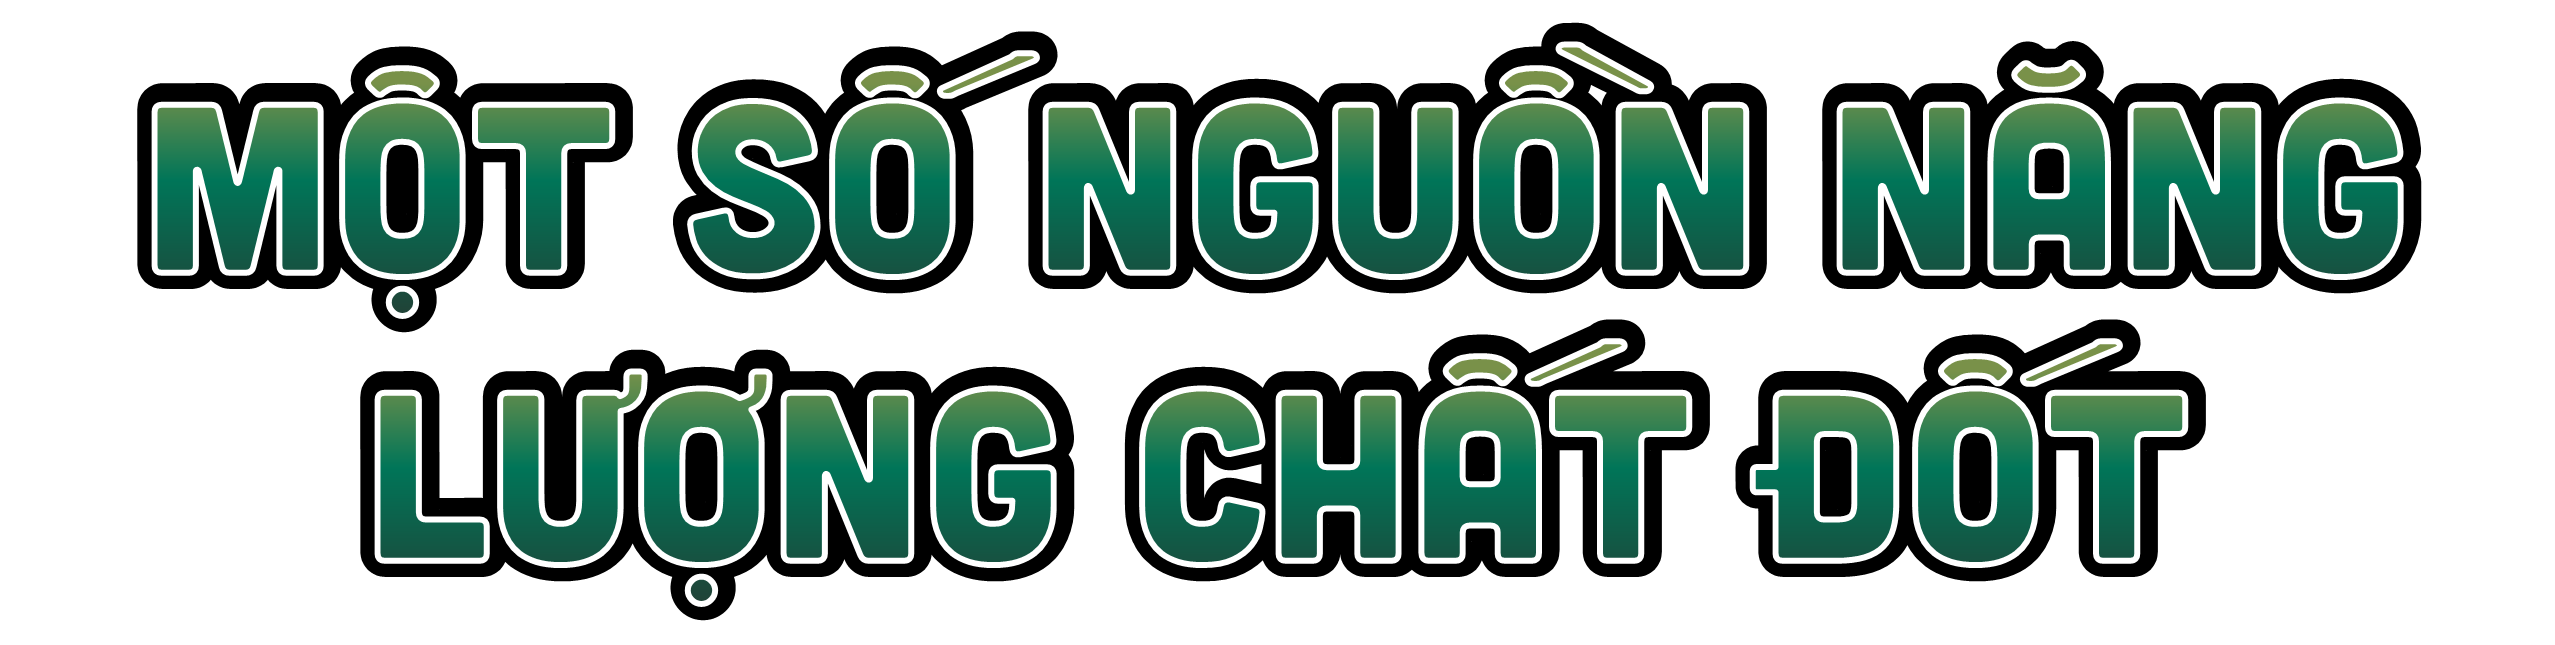 MỘT SỐ NGUỒN NĂNG
LƯỢNG CHẤT ĐỐT